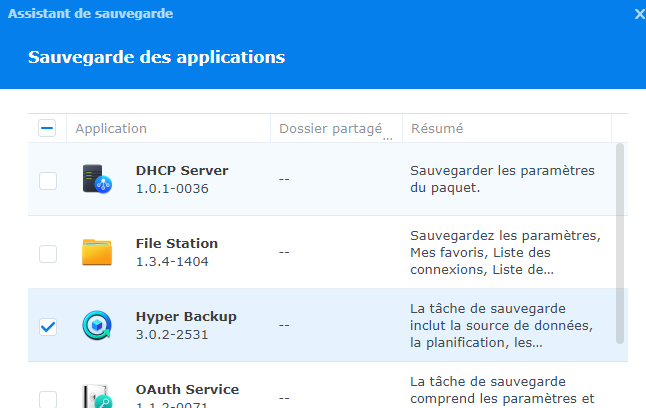 Assistant de sauvegarde
Sauvegarde des applications
Application Dossier partagé ... Résumé
DHCP Server
1.0.1-0036
--
Sauvegarder les paramètres
du paquet.
File Station
1.3.4-1404
--
Sauvegardez les paramètres,
Mes favoris, Liste des
connexions, Liste de...
Hyper Backup
3.0.2-2531
--
La tâche de sauvegarde
inclut la source de données,
la planification, les...
OAuth Service
1.1.2-0071
--
La tâche de sauvegarde
comprend les paramètres et